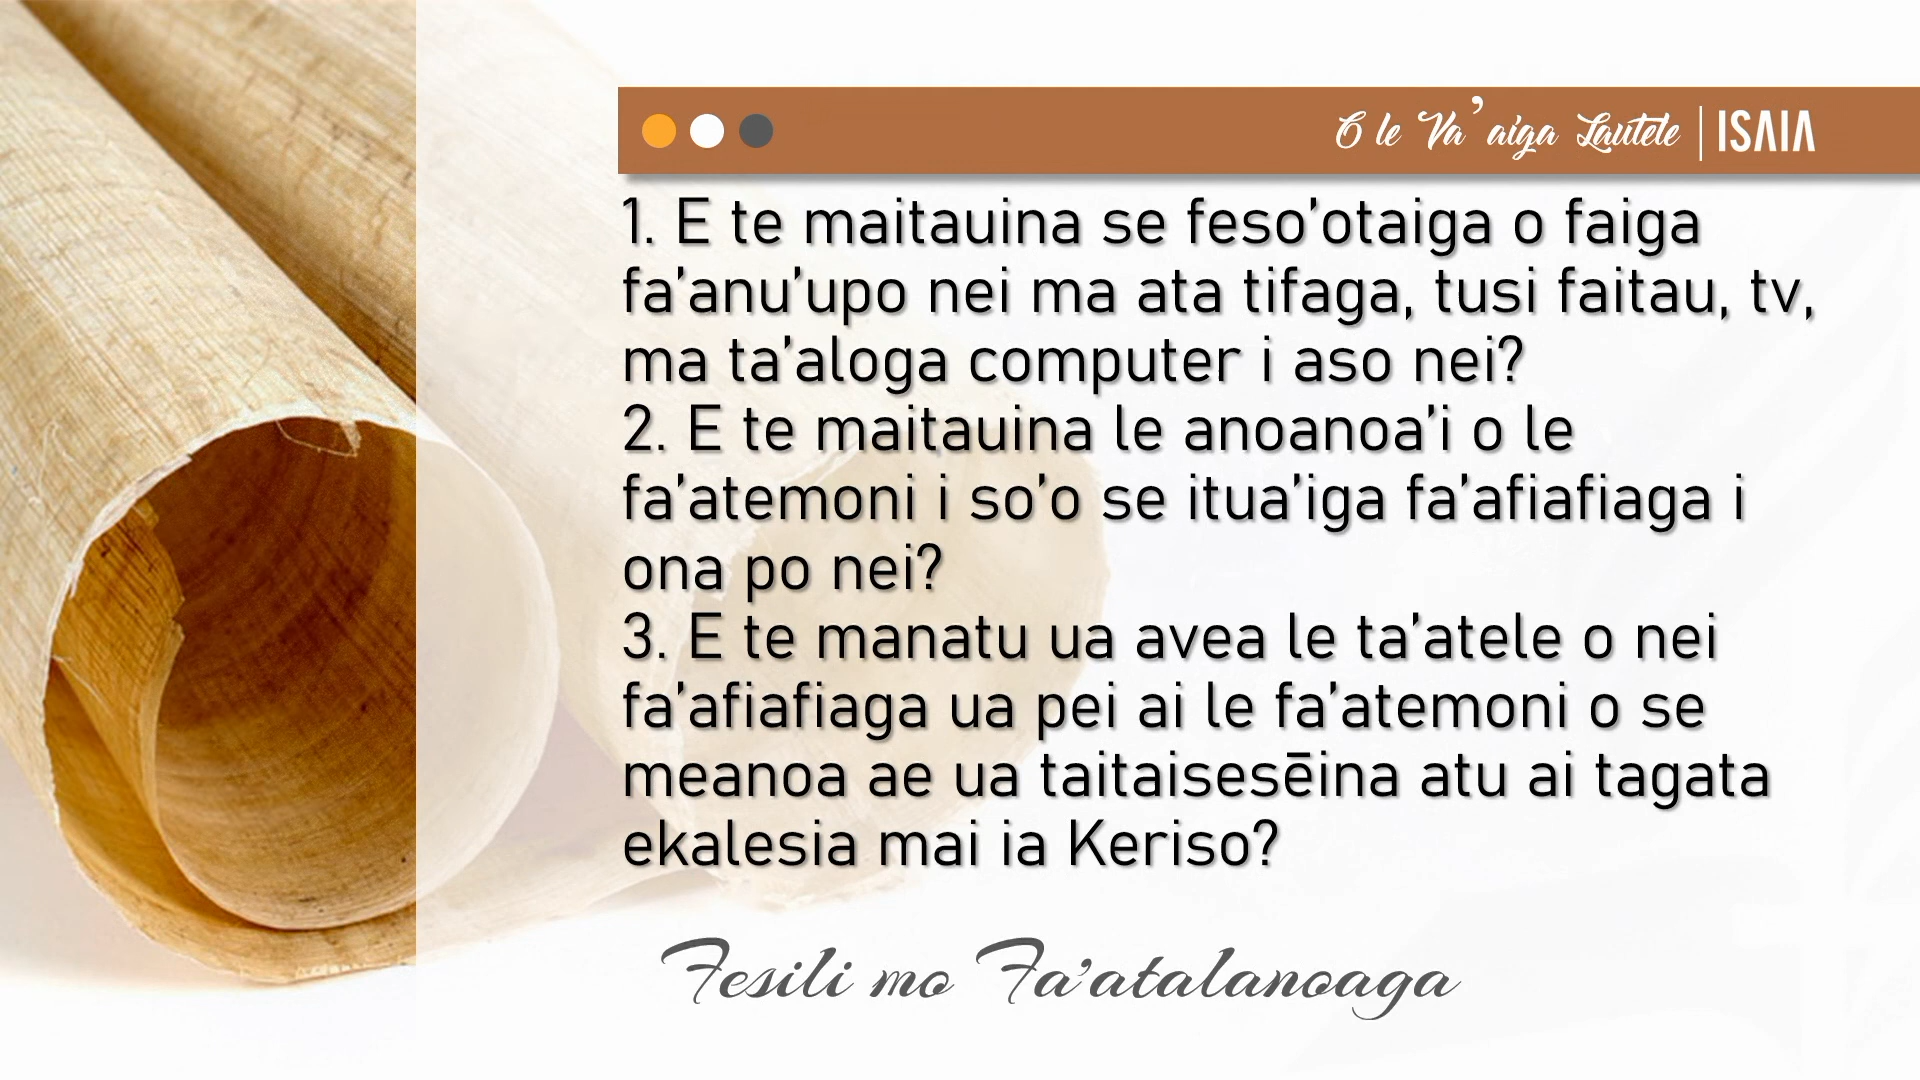 O le Va’aiga Lautele | ISAIA
1. E te maitauina se feso’otaiga o faiga
fa’anu’upo nei ma ata tifaga, tusi faitau, tv,
ma ta’aloga computer i aso nei?
2. E te maitauina le anoanoa’i o le
fa’atemoni i so’o se itua’iga fa’afiafiaga i
ona po nei?
3. E te manatu ua avea le ta’atele o nei
fa’afiafiaga ua pei ai le fa’atemoni o se
meanoa ae ua taitaisesēina atu ai tagata
ekalesia mai ia Keriso?
Fesili mo Fa’atalanoaga